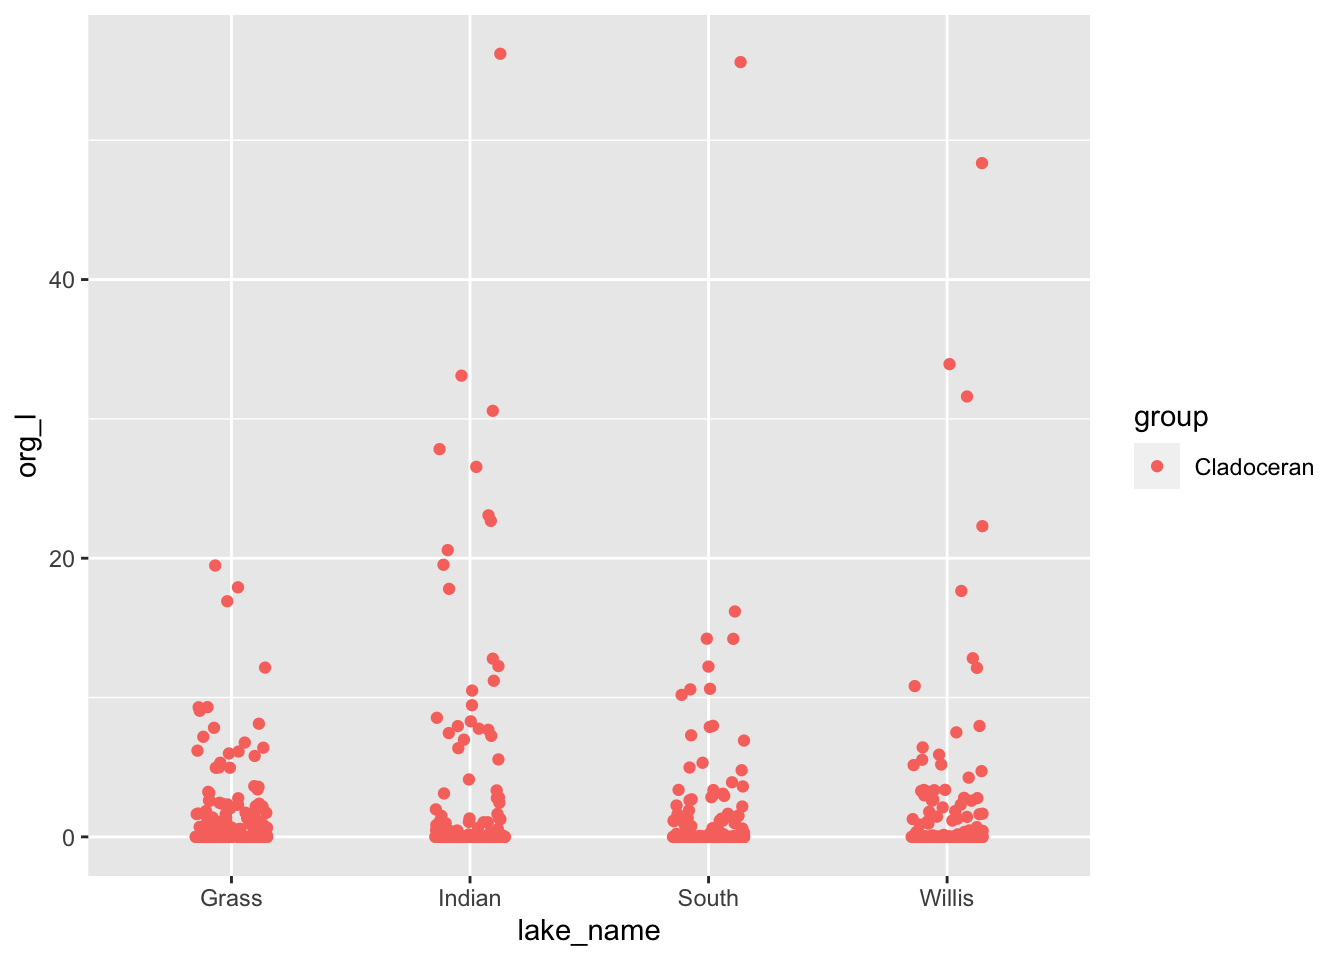 org_l
40
20
0
Grass
Indian
South
Willis
lake_name
group
Cladoceran